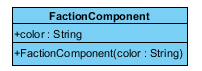 FactionComponent
+color : String
+FactionComponent(color : String)